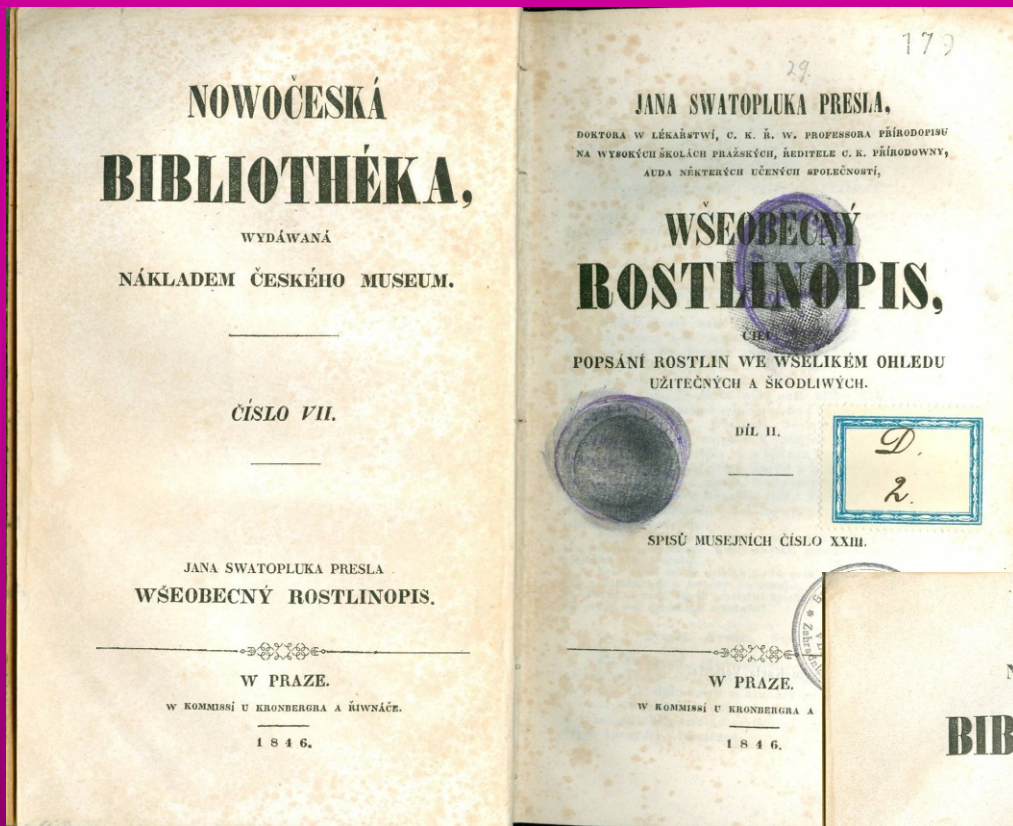 NOWOČESKÁ
BIBLIOTHÉKA,
WYDÁWANÁ
NÁKLADEM ČESKÉHO MUSEUM.
ČÍSLO VII.
JANA SWATOPLUKA PRESLA
WŠEOBECNÝ ROSTLINOPIS.
W PRAZE.
W KOMMISSÍ U KRONBERGRA A ŘIWNÁČE.
1846.
29.
JANA SWATOPLUKA PRESLA,
DOKTORA W LÉKAŘSTWÍ, C. K. Ř. W. PROFESSORA PŘÍRODOPISU
NA WYSOKÝCH ŠKOLÁCH PRAŽSKÝCH, ŘEDITELE C. K. PŘÍRODOWNY,
AUDA NĚKTERÝCH UČENÝCH SPOLEČNOSTÍ,
WŠEOBECNÝ
ROSTLINOPIS,
POPSÁNÍ ROSTLIN WE WŠELIKÉM OHLEDU
UŽITEČNÝCH A ŠKODLIWÝCH.
DÍL II.
D.
2.
SPISŮ MUSEJNÍCH ČÍSLO XXIII.
W PRAZE.
W KOMMISSÍ U KRONBERGRA A
1846.
N
BIB